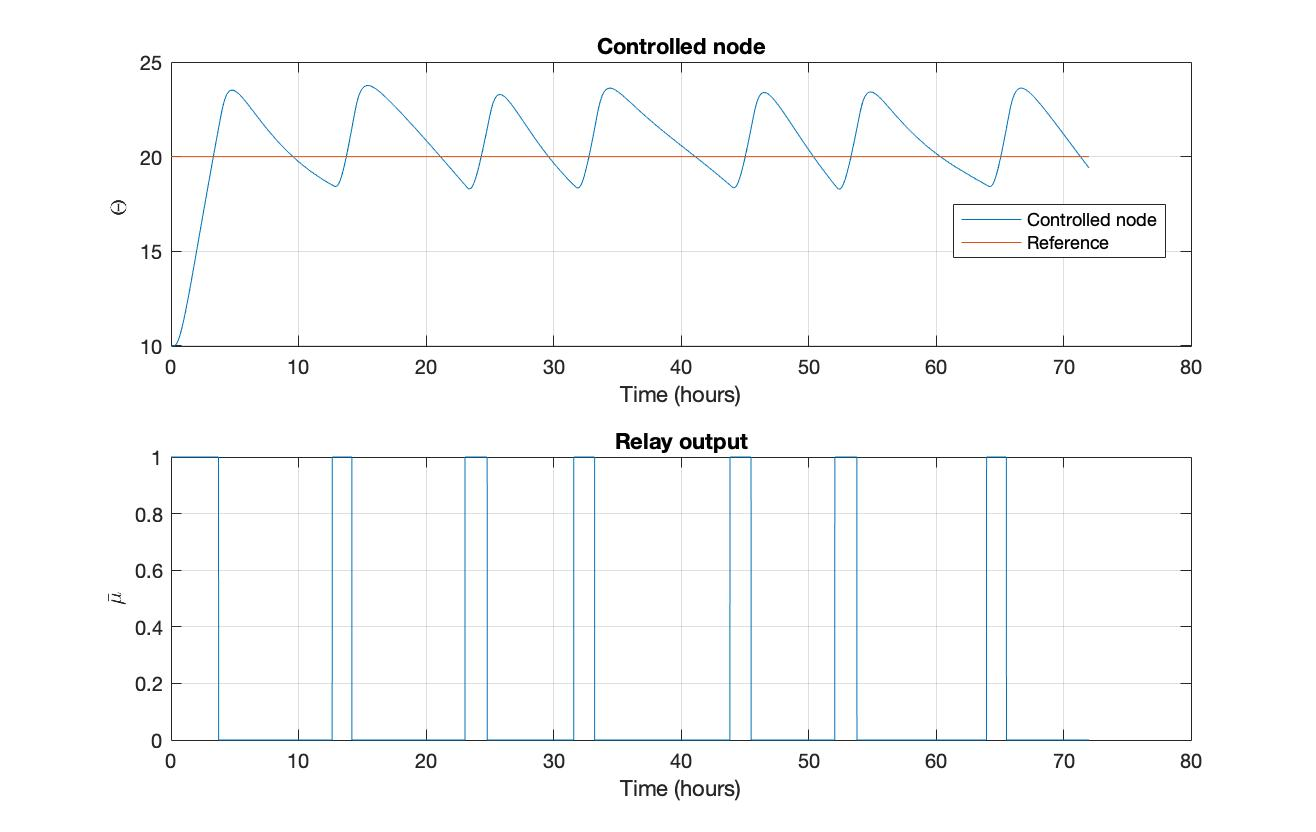 Controlled node
25
20
15
10
Θ
0 10 20 30 40 50 60 70 80
Time (hours)
Controlled node
Reference
Relay output
1
0.8
0.6
0.4
0.2
0
μ̄
0 10 20 30 40 50 60 70 80
Time (hours)